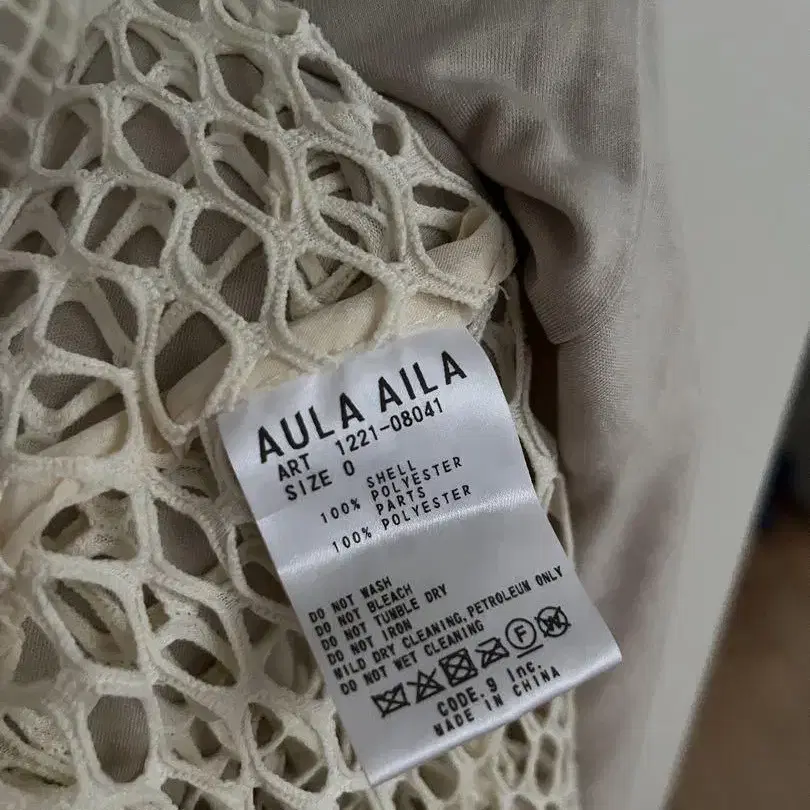 AULA AILA
ART 1221-08041
SIZE 0
SHELL
100% POLYESTER
PARTS
100% POLYESTER
DO NOT WASH
DO NOT BLEACH
DO NOT TUMBLE DRY
DO NOT IRON
MILD DRY CLEANING, PETROLEUM ONLY
DO NOT WET CLEANING
F W
CODE.9 Inc.
MADE IN CHINA